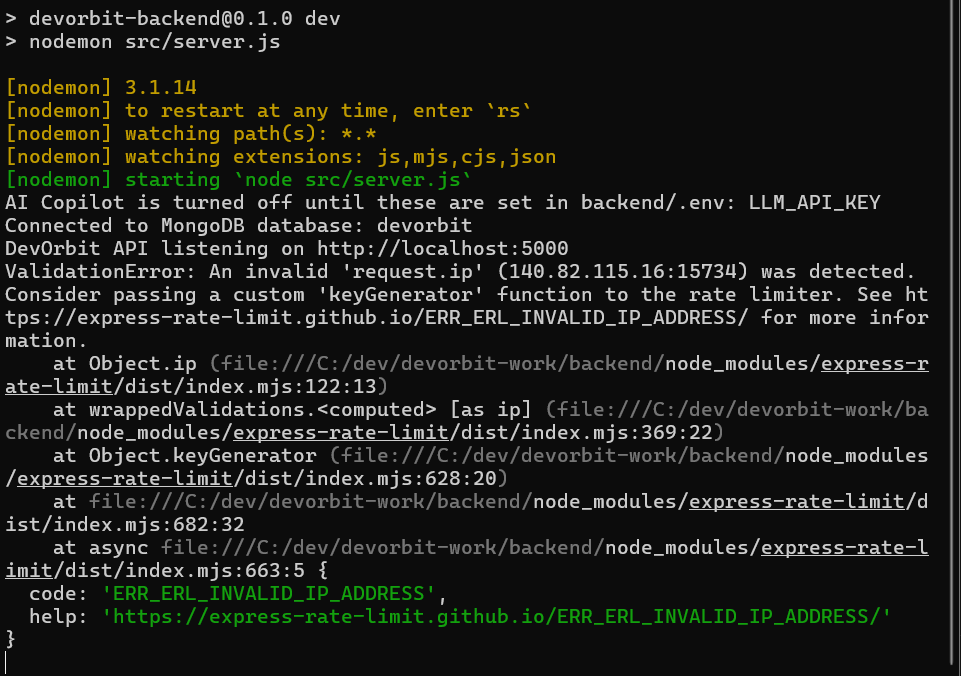 > devorbit-backend@0.1.0 dev
> nodemon src/server.js
[nodemon] 3.1.14
[nodemon] to restart at any time, enter `rs`
[nodemon] watching path(s): *.*
[nodemon] watching extensions: js,mjs,cjs,json
[nodemon] starting `node src/server.js`
AI Copilot is turned off until these are set in backend/.env: LLM_API_KEY
Connected to MongoDB database: devorbit
DevOrbit API listening on http://localhost:5000
ValidationError: An invalid 'request.ip' (140.82.115.16:15734) was detected.
Consider passing a custom 'keyGenerator' function to the rate limiter. See ht
tps://express-rate-limit.github.io/ERR_ERL_INVALID_IP_ADDRESS/ for more infor
mation.
    at Object.ip (file:///C:/dev/devorbit-work/backend/node_modules/express-r
ate-limit/dist/index.mjs:122:13)
    at wrappedValidations.<computed> [as ip] (file:///C:/dev/devorbit-work/ba
ckend/node_modules/express-rate-limit/dist/index.mjs:369:22)
    at Object.keyGenerator (file:///C:/dev/devorbit-work/backend/node_modules
/express-rate-limit/dist/index.mjs:628:20)
    at file:///C:/dev/devorbit-work/backend/node_modules/express-rate-limit/d
ist/index.mjs:682:32
    at async file:///C:/dev/devorbit-work/backend/node_modules/express-rate-l
imit/dist/index.mjs:663:5 {
  code: 'ERR_ERL_INVALID_IP_ADDRESS',
  help: 'https://express-rate-limit.github.io/ERR_ERL_INVALID_IP_ADDRESS/'
}